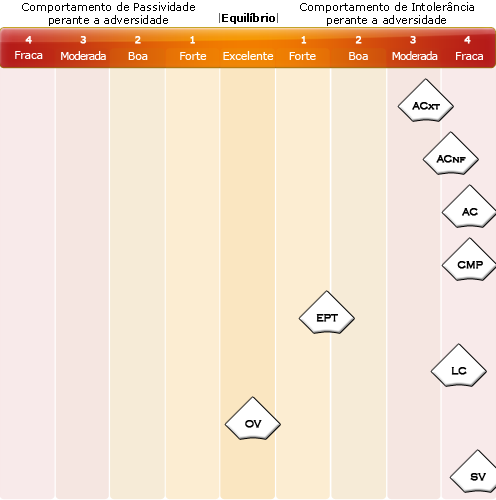 Comportamento de Passividade
perante a adversidade
|Equilíbrio|
Comportamento de Intolerância
perante a adversidade
4 3 2 1 1 2 3 4
Fraca Moderada Boa Forte Excelente Forte Boa Moderada Fraca
ACXT
ACNF
AC
CMP
EPT
LC
OV
SV